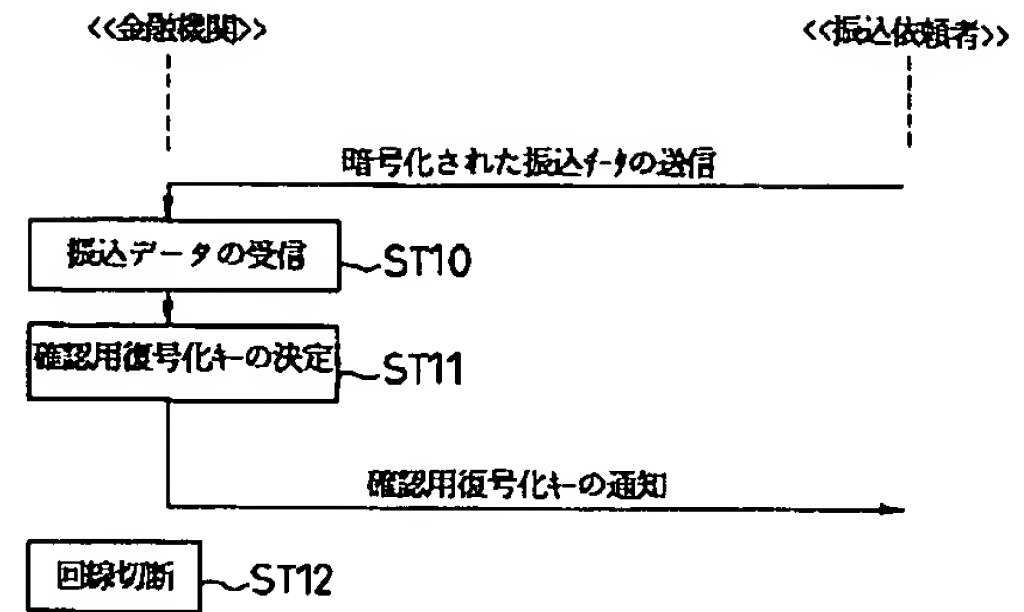 <<金融機関>>
<<振込依頼者>>
暗号化された振込データの送信
振込データの受信
ST10
確認用復号化キーの決定
ST11
確認用復号化キーの通知
回線切断
ST12